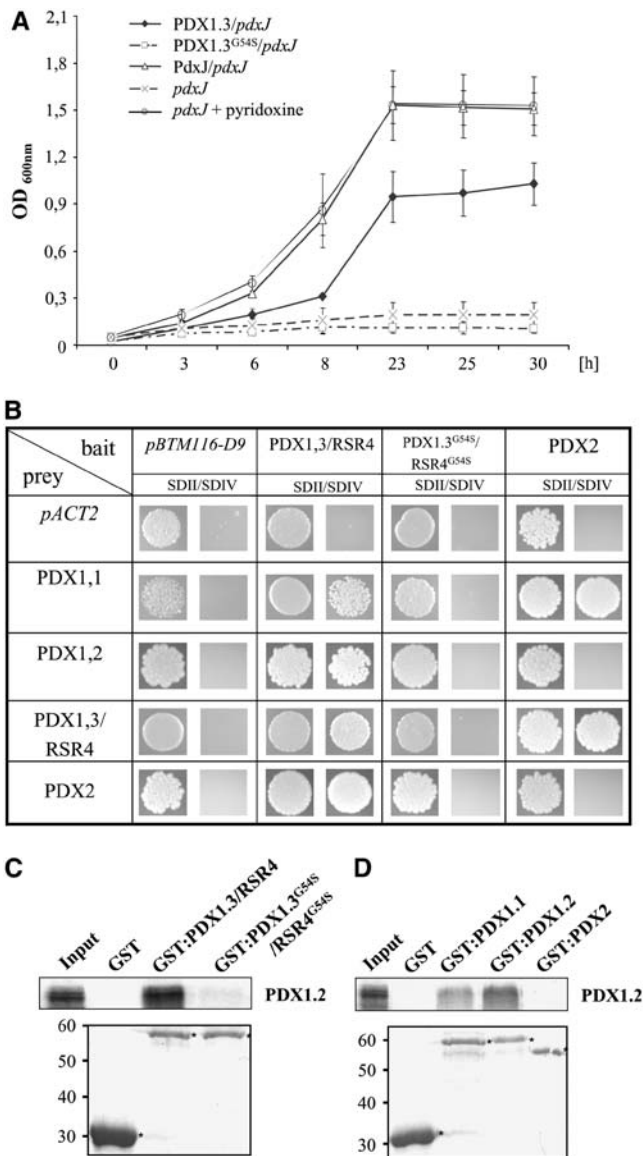 A
PDX1.3/pdxJ
PDX1.3G54S/pdxJ
PdxJ/pdxJ
pdxJ
pdxJ + pyridoxine
OD 600nm
1,8
1,5
1,2
0,9
0,6
0,3
0
0 3 6 8 23 25 30 [h]
B
bait
prey
pBTM116-D9 PDX1,3/RSR4 PDX1.3G54S/ RSR4G54S PDX2
SDII/SDIV SDII/SDIV SDII/SDIV SDII/SDIV
pACT2
PDX1,1
PDX1,2
PDX1,3/
RSR4
PDX2
C
Input
GST
GST:PDX1.3/RSR4
GST:PDX1.3G54S
/RSR4G54S
PDX1.2
60
50
40
30
D
Input
GST
GST:PDX1.1
GST:PDX1.2
GST:PDX2
PDX1.2
60
50
40
30